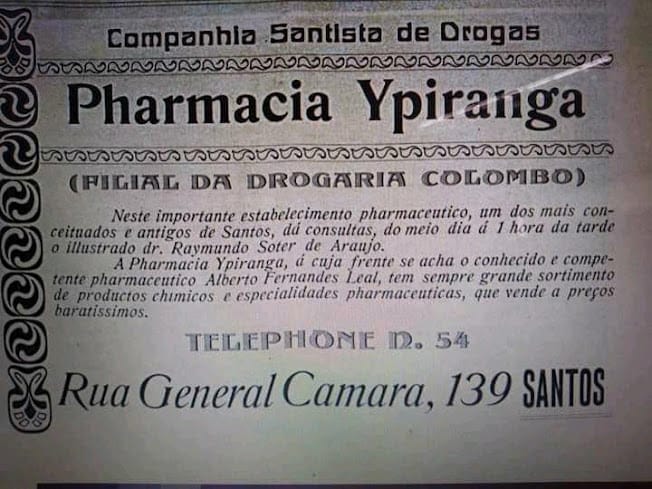 Companhia Santista de Drogas
Pharmacia Ypiranga
(FILIAL DA DROGARIA COLOMBO)
Neste importante estabelecimento pharmaceutico, um dos mais con-
ceituados e antigos de Santos, dá consultas, do meio dia á 1 hora da tarde
o illustrado dr. Raymundo Soter de Araujo.
A Pharmacia Ypiranga, á cuja frente se acha o conhecido e compe-
tente pharmaceutico Alberto Fernandes Leal, tem sempre grande sortimento
de productos chimicos e especialidades pharmaceuticas, que vende a preços
baratissimos.
TELEPHONE N. 54
Rua General Camara, 139 SANTOS